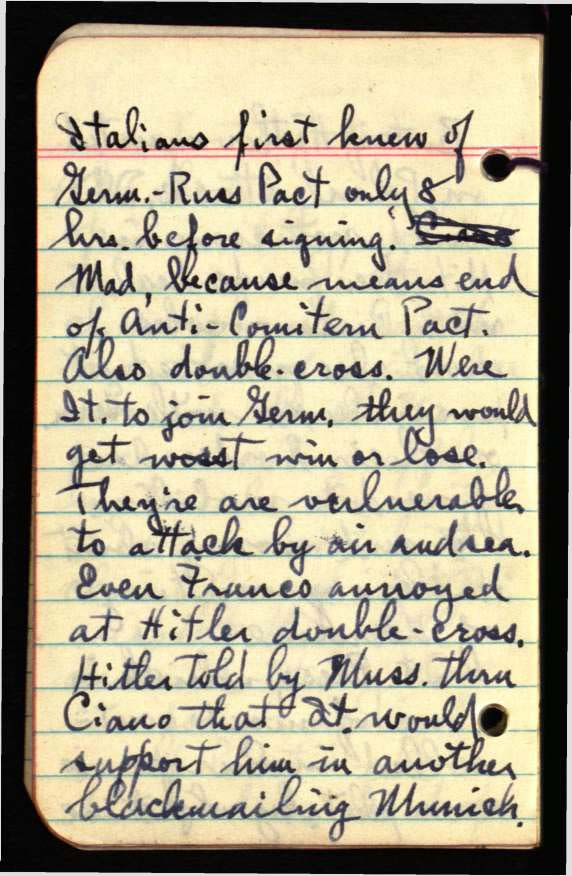 Italians first knew of
Germ.-Russ Pact only 8
hrs. before signing.
Mad, because means end
of Anti-Comitern Pact.
Also double-cross. Were
It. to join Germ, they would
get worst win or lose.
They're are vulnerable
to attack by air and sea.
Even Franco annoyed
at Hitler double-cross.
Hitler told by Muss. thru
Ciano that It. would
support him in another
blackmailing Munich.